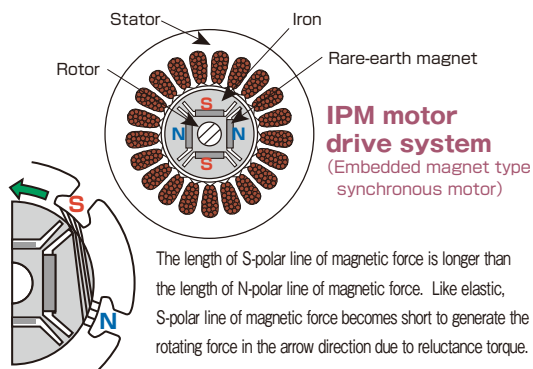 Stator
Iron
Rotor
Rare-earth magnet
S
N
N
S
IPM motor
drive system
(Embedded magnet type
synchronous motor)
S
N
The length of S-polar line of magnetic force is longer than
the length of N-polar line of magnetic force. Like elastic,
S-polar line of magnetic force becomes short to generate the
rotating force in the arrow direction due to reluctance torque.